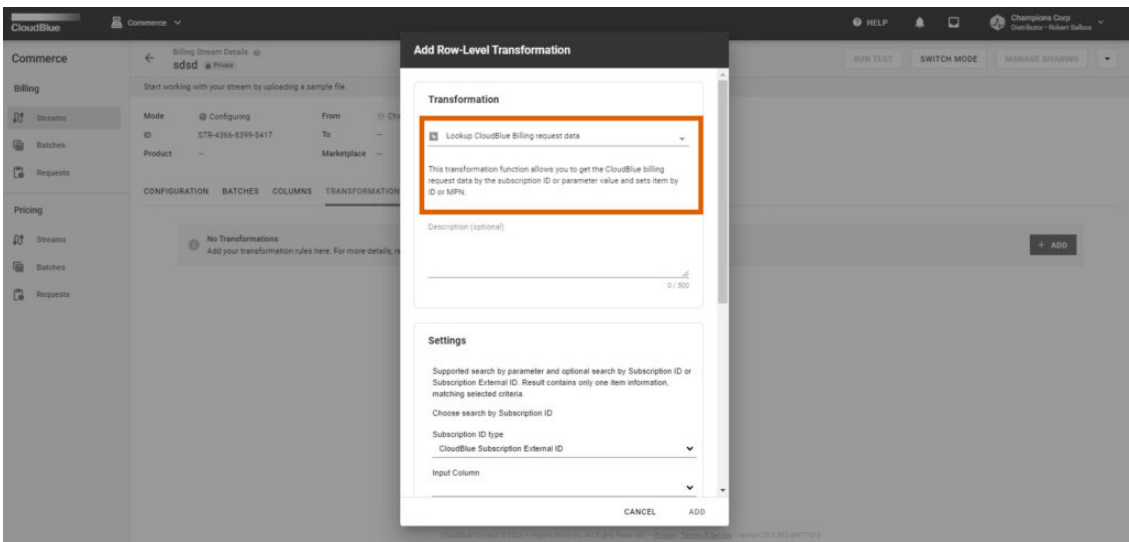 CloudBlue
Commerce
HELP
Champions Corp
Distributor - Robert Balboa
Commerce
Billing Stream Details
sdsd Private
RUN TEST
SWITCH MODE
MANAGE SHARING
Start working with your stream by uploading a sample file.
Billing
Streams
Batches
Requests
Pricing
Streams
Batches
Requests
Mode Configuring From
ID STR-4366-8399-5417 To –
Product – Marketplace –
CONFIGURATION BATCHES COLUMNS TRANSFORMATION
No Transformations
Add your transformation rules here. For more details,
+ ADD
Add Row-Level Transformation
Transformation
Lookup CloudBlue Billing request data
This transformation function allows you to get the CloudBlue billing
request data by the subscription ID or parameter value and sets item by
ID or MPN.
Description (optional)
0 / 500
Settings
Supported search by parameter and optional search by Subscription ID or
Subscription External ID. Result contains only one item information,
matching selected criteria.
Choose search by Subscription ID
Subscription ID type
CloudBlue Subscription External ID
Input Column
CANCEL ADD